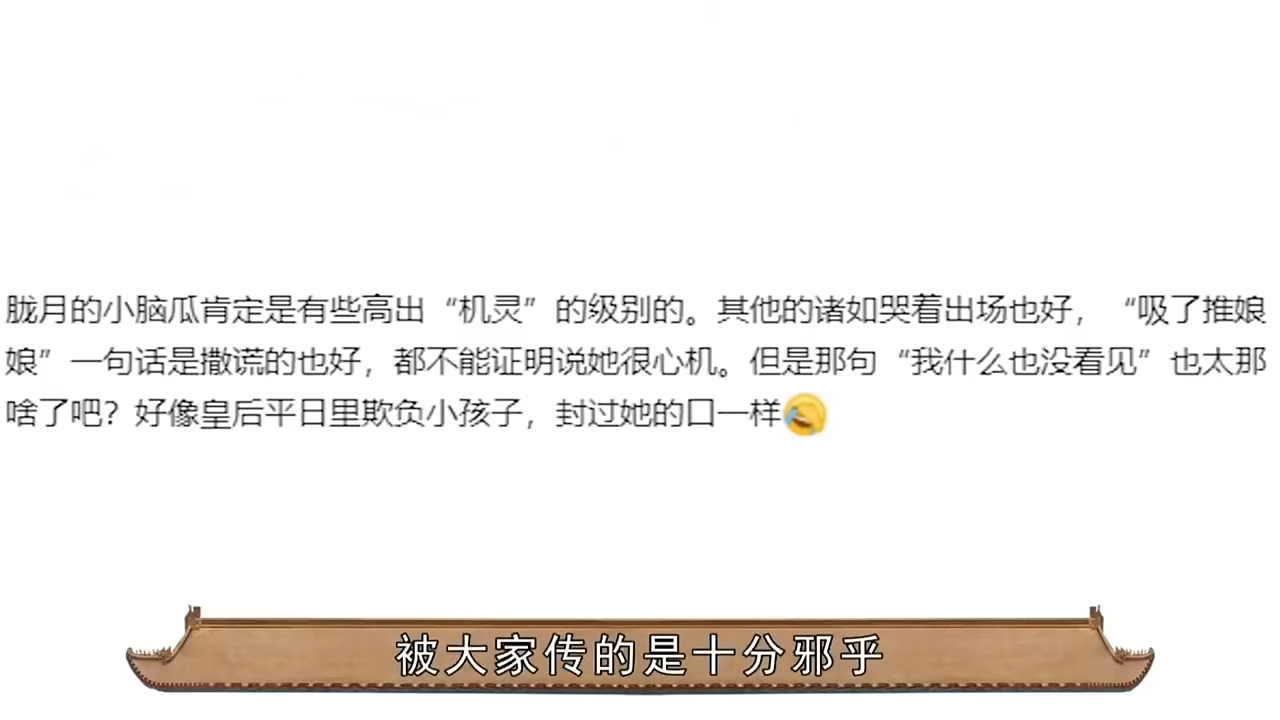 胧月的小脑瓜肯定是有些高出“机灵”的级别的。其他的诸如哭着出场也好，“吸了推娘
娘”一句话是撒谎的也好，都不能证明说她很心机。但是那句“我什么也没看见”也太那
啥了吧？好像皇后平日里欺负小孩子，封过她的口一样😂
被大家传的是十分邪乎